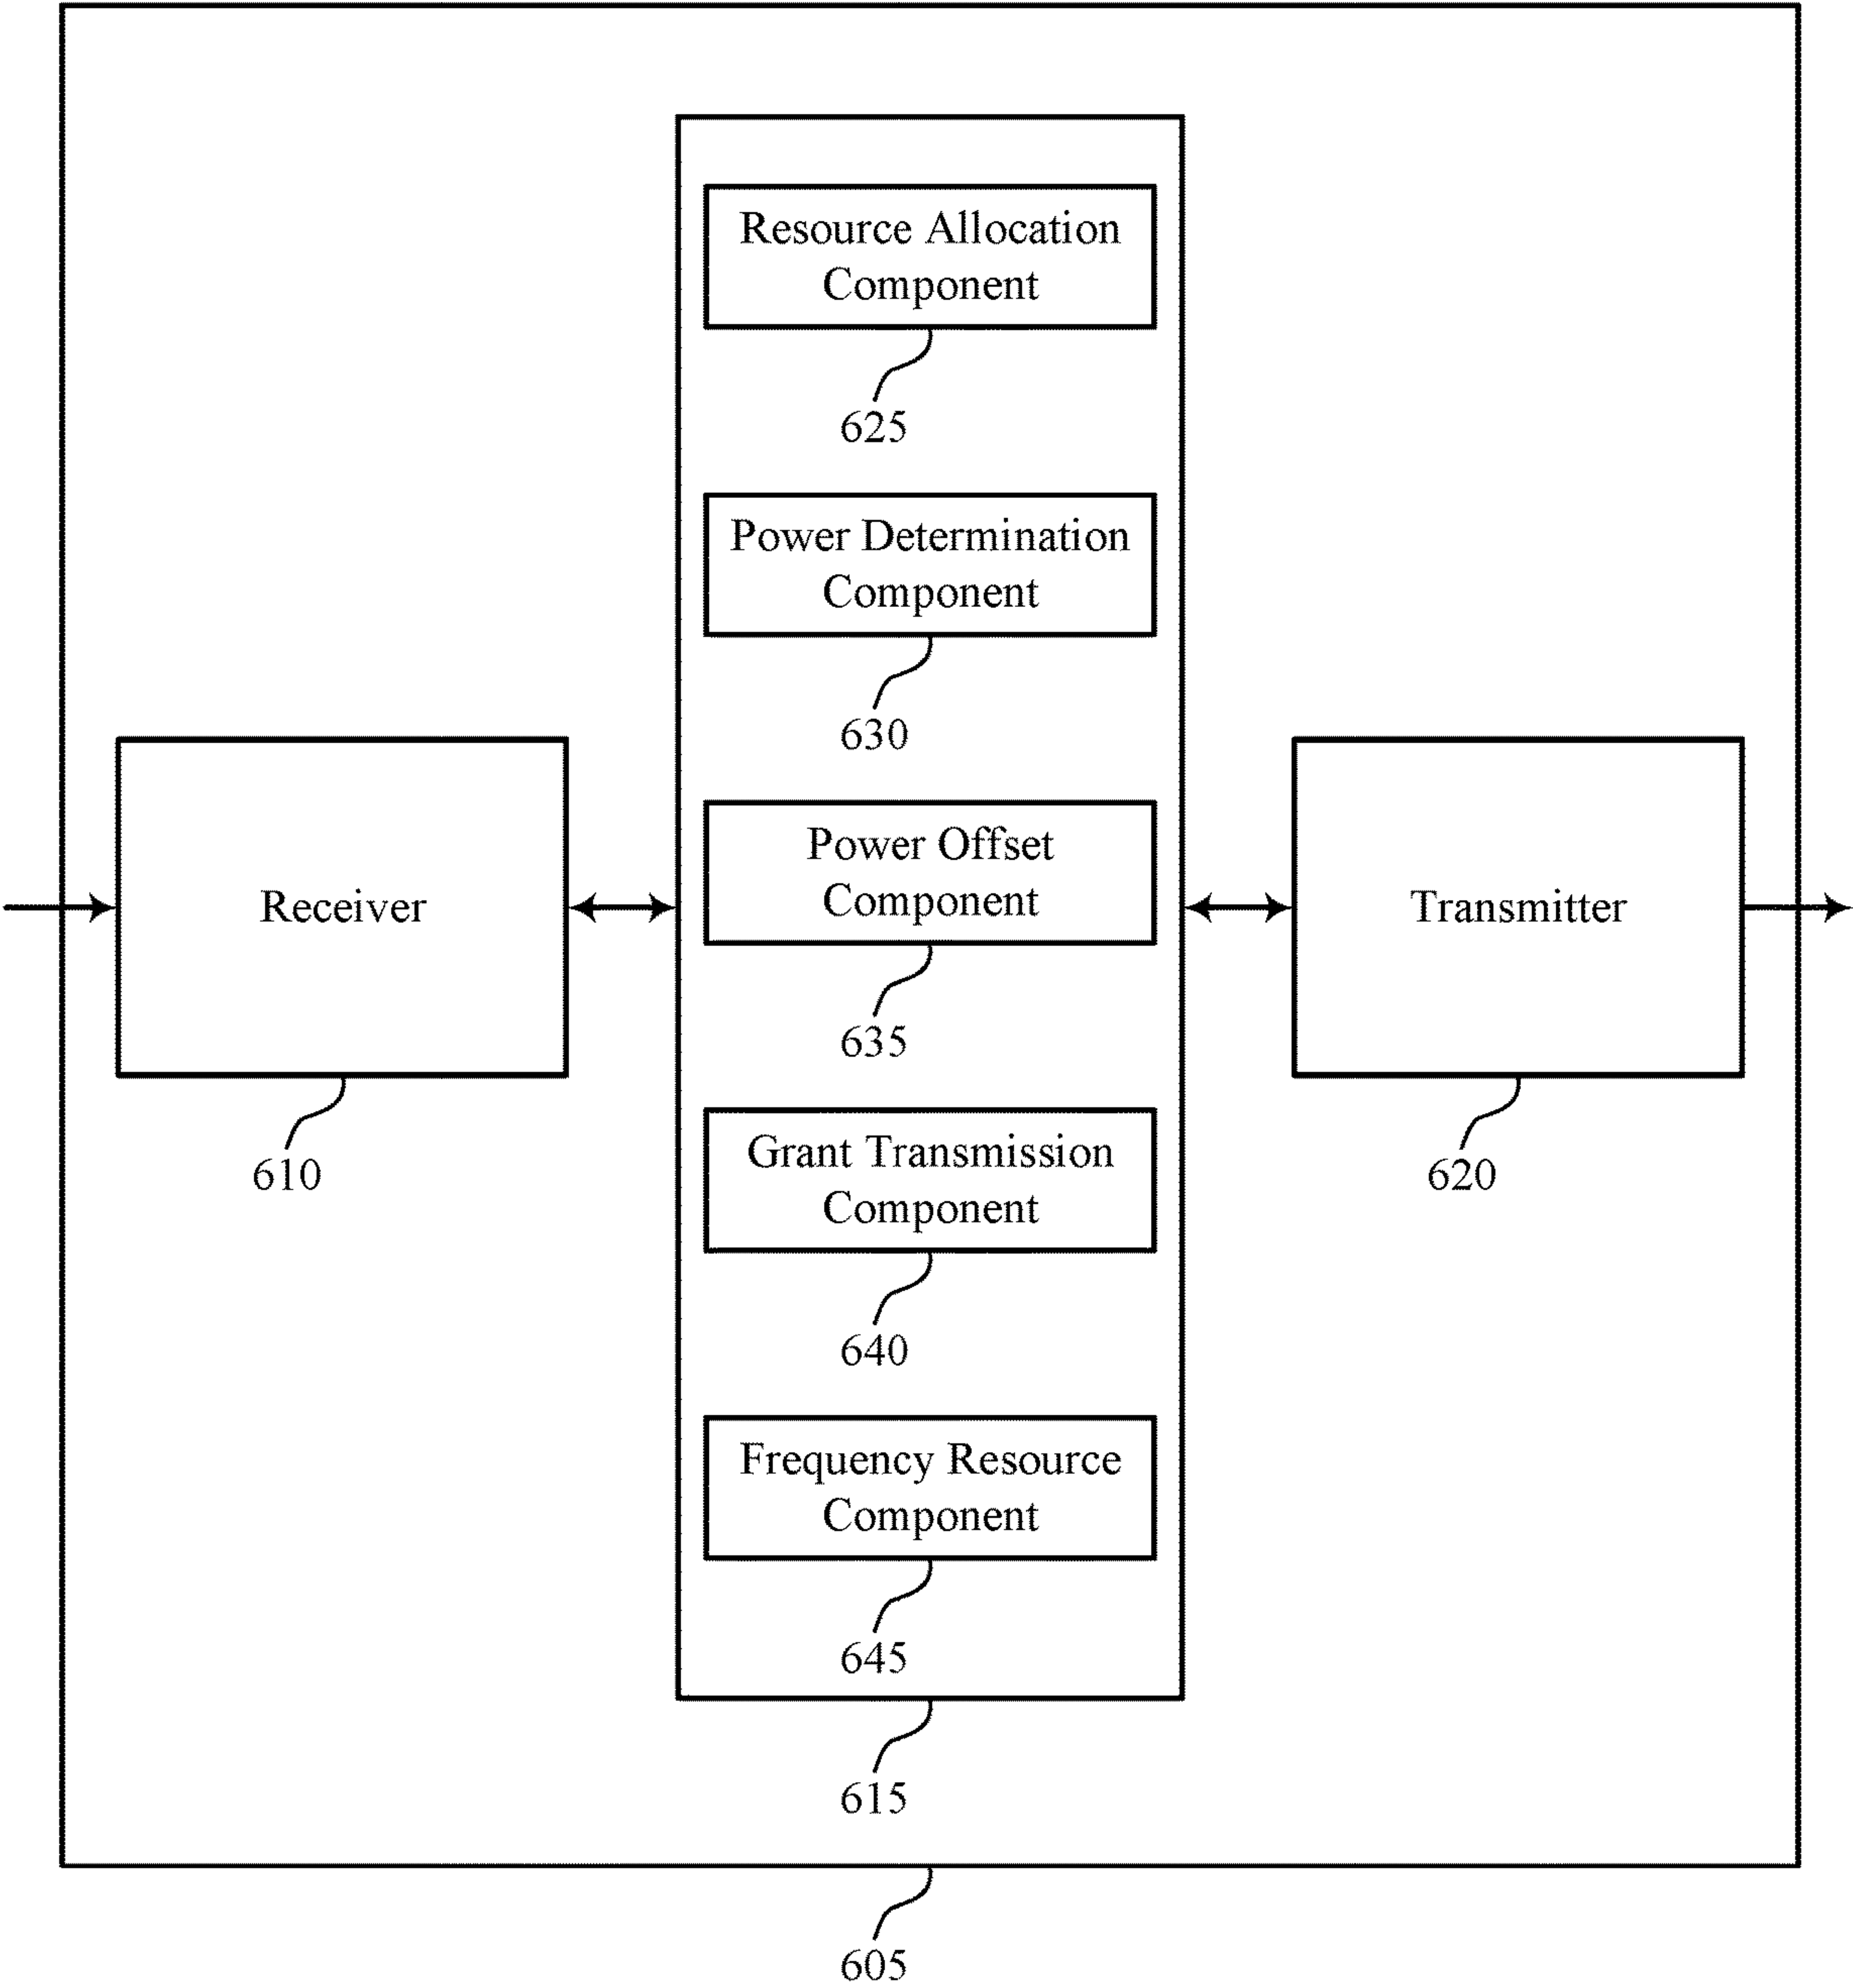 Resource Allocation
Component
625
Power Determination
Component
630
Receiver
610
Power Offset
Component
635
Transmitter
620
Grant Transmission
Component
640
Frequency Resource
Component
645
615
605